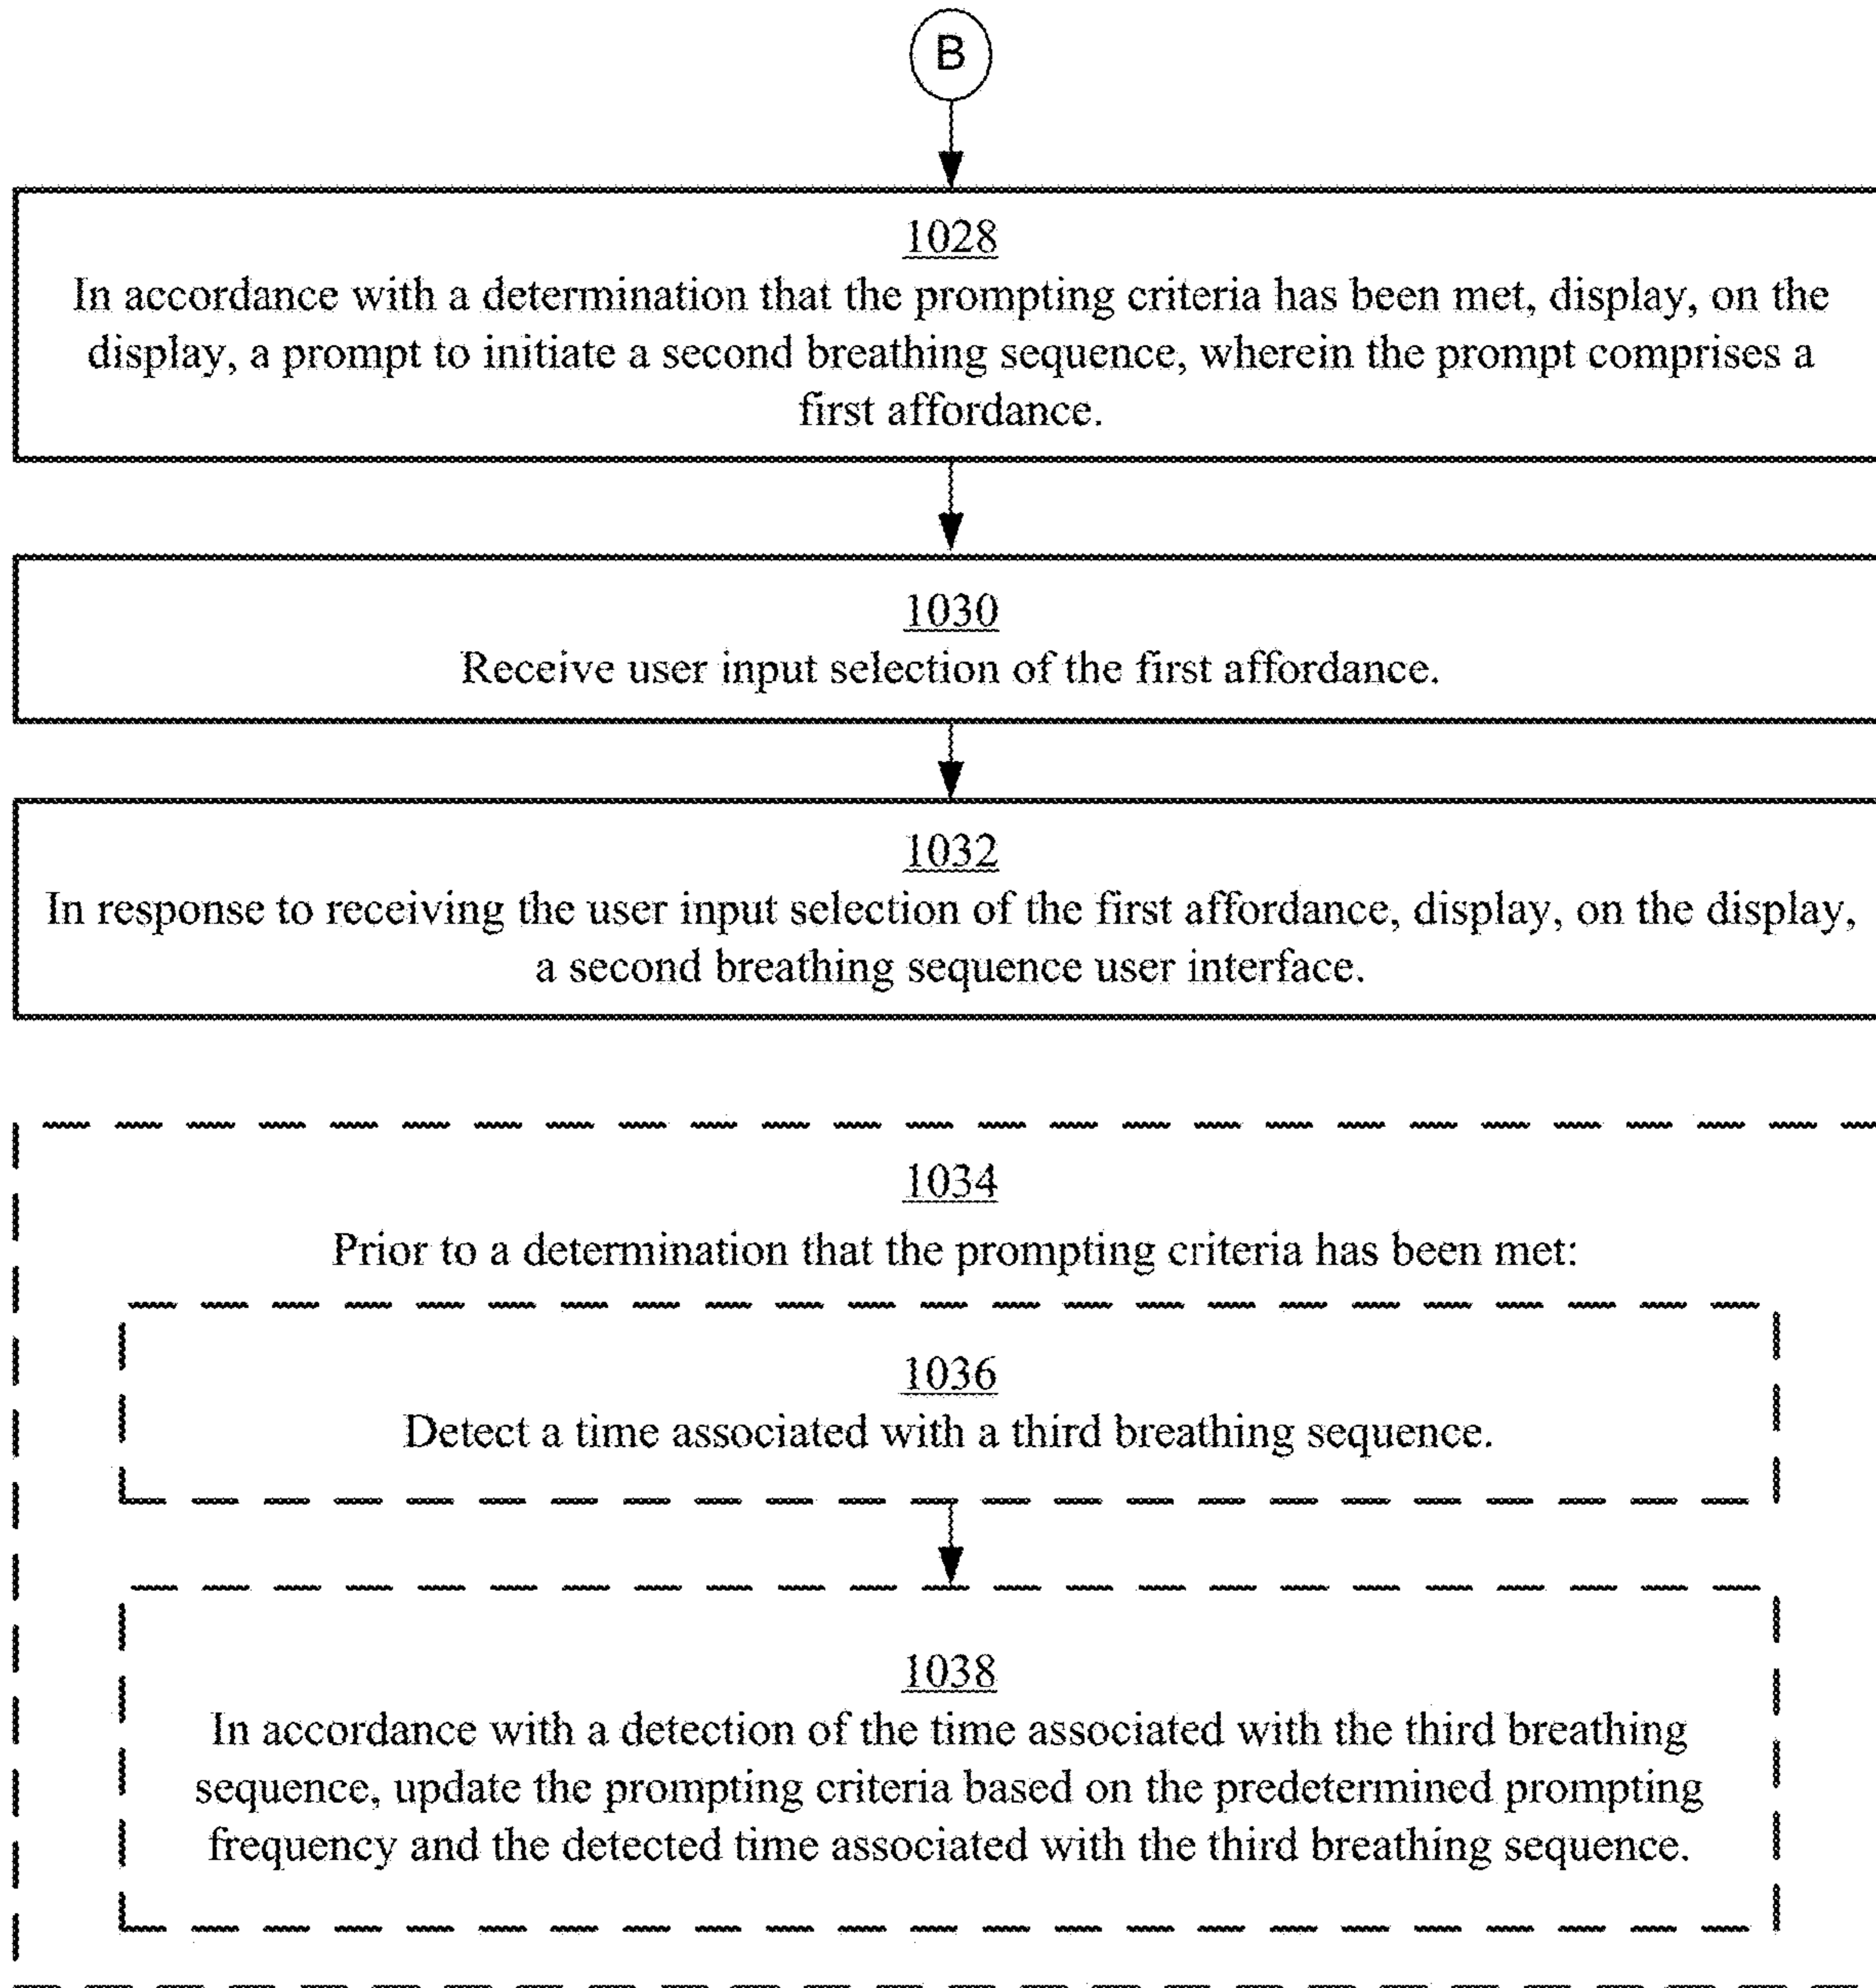 B
1028
In accordance with a determination that the prompting criteria has been met, display, on the
display, a prompt to initiate a second breathing sequence, wherein the prompt comprises a
first affordance.
1030
Receive user input selection of the first affordance.
1032
In response to receiving the user input selection of the first affordance, display, on the display,
a second breathing sequence user interface.
1034
Prior to a determination that the prompting criteria has been met:
1036
Detect a time associated with a third breathing sequence.
1038
In accordance with a detection of the time associated with the third breathing
sequence, update the prompting criteria based on the predetermined prompting
frequency and the detected time associated with the third breathing sequence.